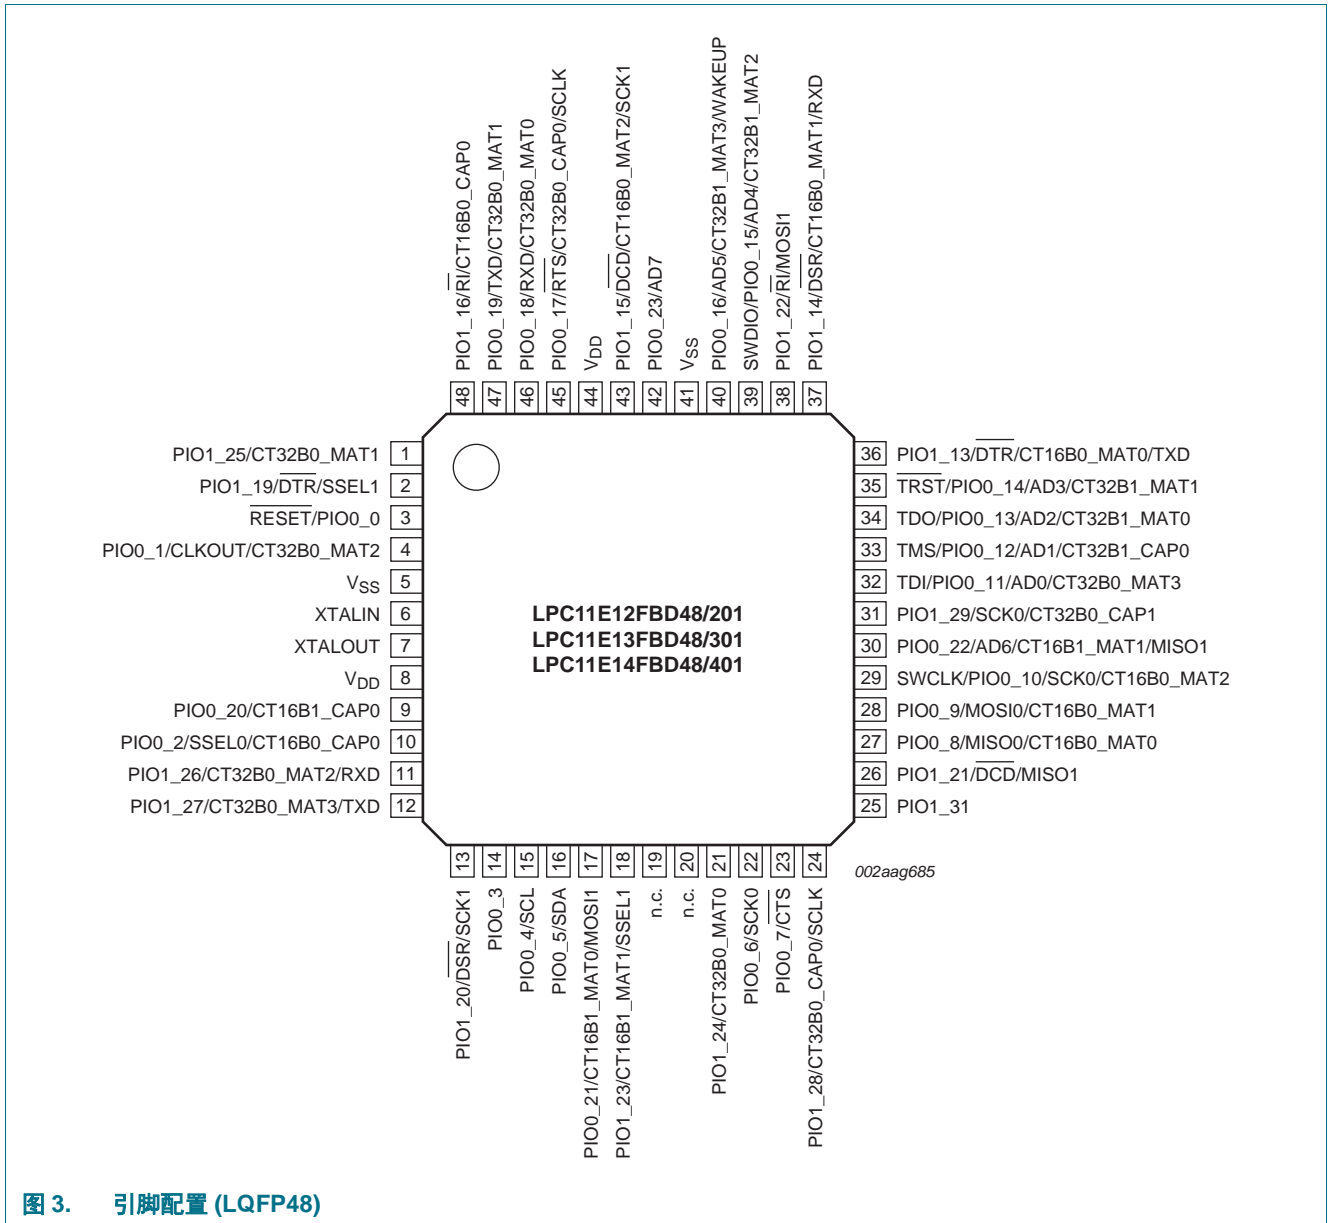 PIO1_16/RI/CT16B0_CAP0
PIO0_19/TXD/CT32B0_MAT1
PIO0_18/RXD/CT32B0_MAT0
PIO0_17/RTS/CT32B0_CAP0/SCLK
VDD
PIO1_15/DCD/CT16B0_MAT2/SCK1
PIO0_23/AD7
VSS
PIO0_16/AD5/CT32B1_MAT3/WAKEUP
SWDIO/PIO0_15/AD4/CT32B1_MAT2
PIO1_22/RI/MOSI1
PIO1_14/DSR/CT16B0_MAT1/RXD
48
47
46
45
44
43
42
41
40
39
38
37
PIO1_25/CT32B0_MAT1 1
PIO1_19/DTR/SSEL1 2
RESET/PIO0_0 3
PIO0_1/CLKOUT/CT32B0_MAT2 4
VSS 5
XTALIN 6
XTALOUT 7
VDD 8
PIO0_20/CT16B1_CAP0 9
PIO0_2/SSEL0/CT16B0_CAP0 10
PIO1_26/CT32B0_MAT2/RXD 11
PIO1_27/CT32B0_MAT3/TXD 12
LPC11E12FBD48/201
LPC11E13FBD48/301
LPC11E14FBD48/401
36 PIO1_13/DTR/CT16B0_MAT0/TXD
35 TRST/PIO0_14/AD3/CT32B1_MAT1
34 TDO/PIO0_13/AD2/CT32B1_MAT0
33 TMS/PIO0_12/AD1/CT32B1_CAP0
32 TDI/PIO0_11/AD0/CT32B0_MAT3
31 PIO1_29/SCK0/CT32B0_CAP1
30 PIO0_22/AD6/CT16B1_MAT1/MISO1
29 SWCLK/PIO0_10/SCK0/CT16B0_MAT2
28 PIO0_9/MOSI0/CT16B0_MAT1
27 PIO0_8/MISO0/CT16B0_MAT0
26 PIO1_21/DCD/MISO1
25 PIO1_31
13
14
15
16
17
18
19
20
21
22
23
24
PIO1_20/DSR/SCK1
PIO0_3
PIO0_4/SCL
PIO0_5/SDA
PIO0_21/CT16B1_MAT0/MOSI1
PIO1_23/CT16B1_MAT1/SSEL1
n.c.
n.c.
PIO1_24/CT32B0_MAT0
PIO0_6/SCK0
PIO0_7/CTS
PIO1_28/CT32B0_CAP0/SCLK
002aag685
图 3. 引脚配置 (LQFP48)